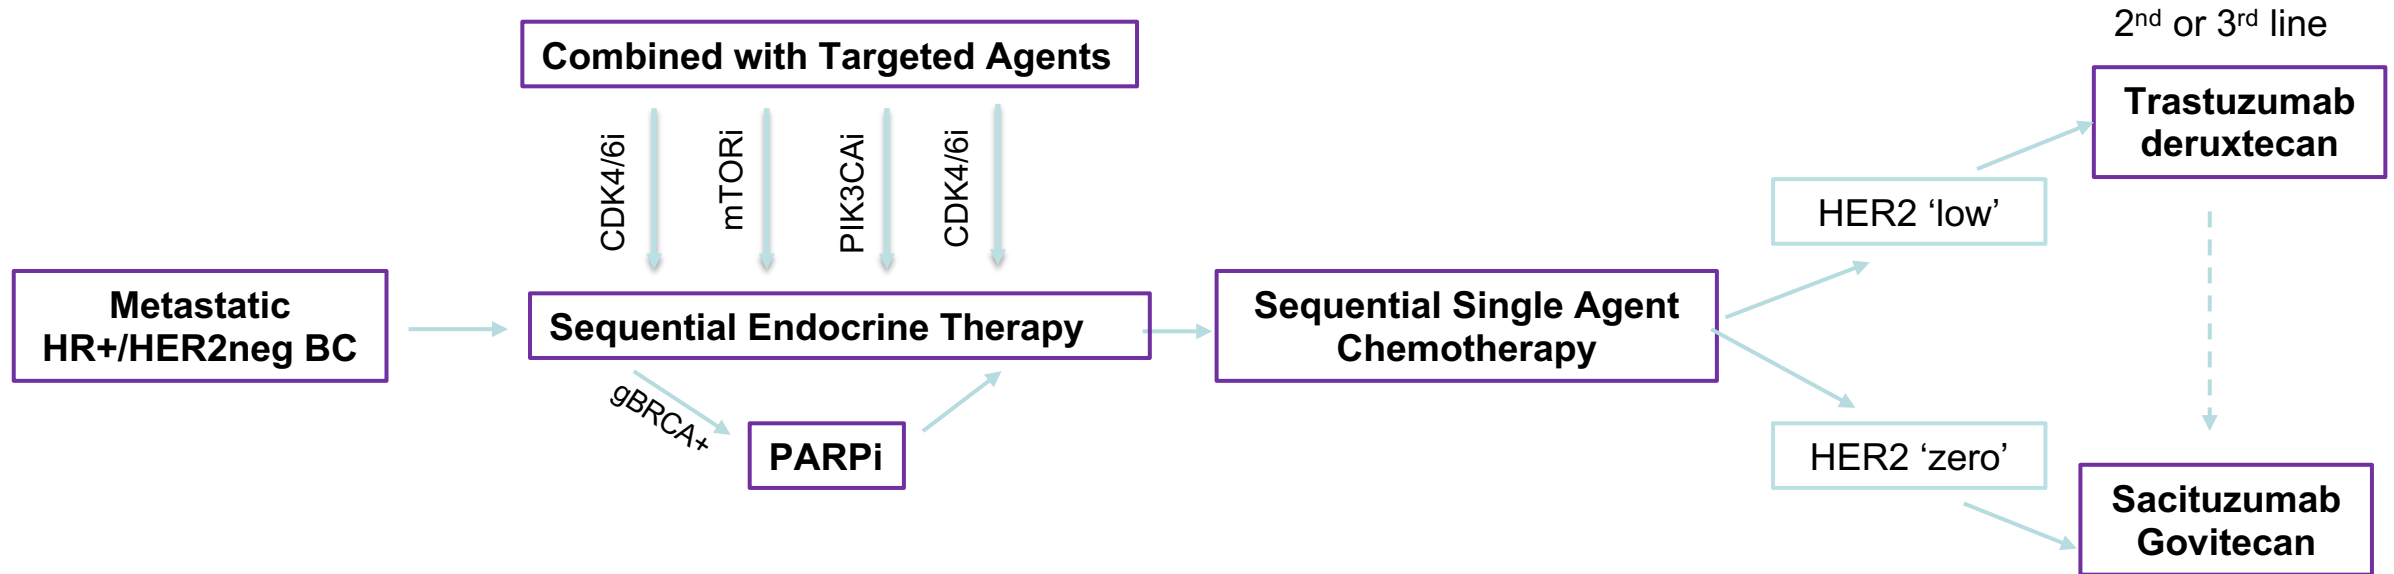 2nd or 3rd line
Combined with Targeted Agents
Trastuzumab
deruxtecan
CDK4/6i
mTORi
PIK3CAi
CDK4/6i
HER2 ‘low’
Metastatic
HR+/HER2neg BC
Sequential Endocrine Therapy
Sequential Single Agent
Chemotherapy
gBRCA+
PARPi
HER2 ‘zero’
Sacituzumab
Govitecan